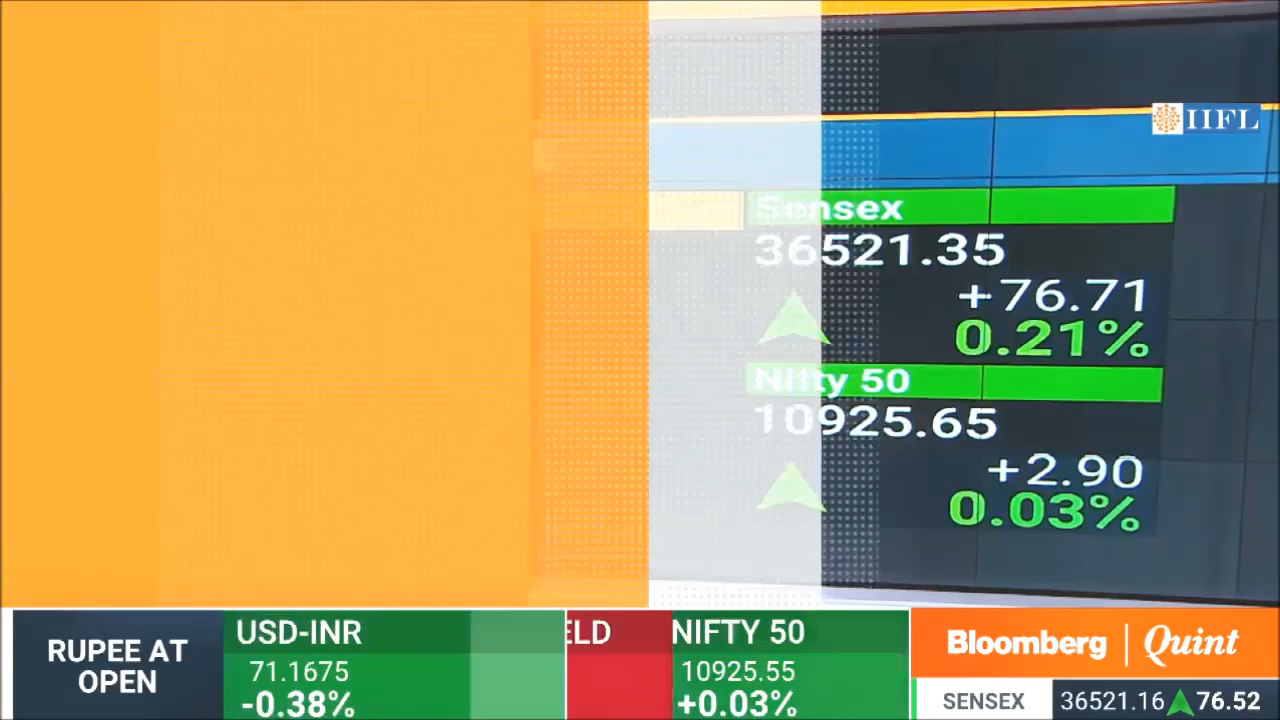 IIFL
Sensex
36521.35
+76.71
0.21%
Nifty 50
10925.65
+2.90
0.03%
RUPEE AT
OPEN
USD-INR
71.1675
-0.38%
ELD
NIFTY 50
10925.55
+0.03%
Bloomberg | Quint
SENSEX 36521.16 76.52